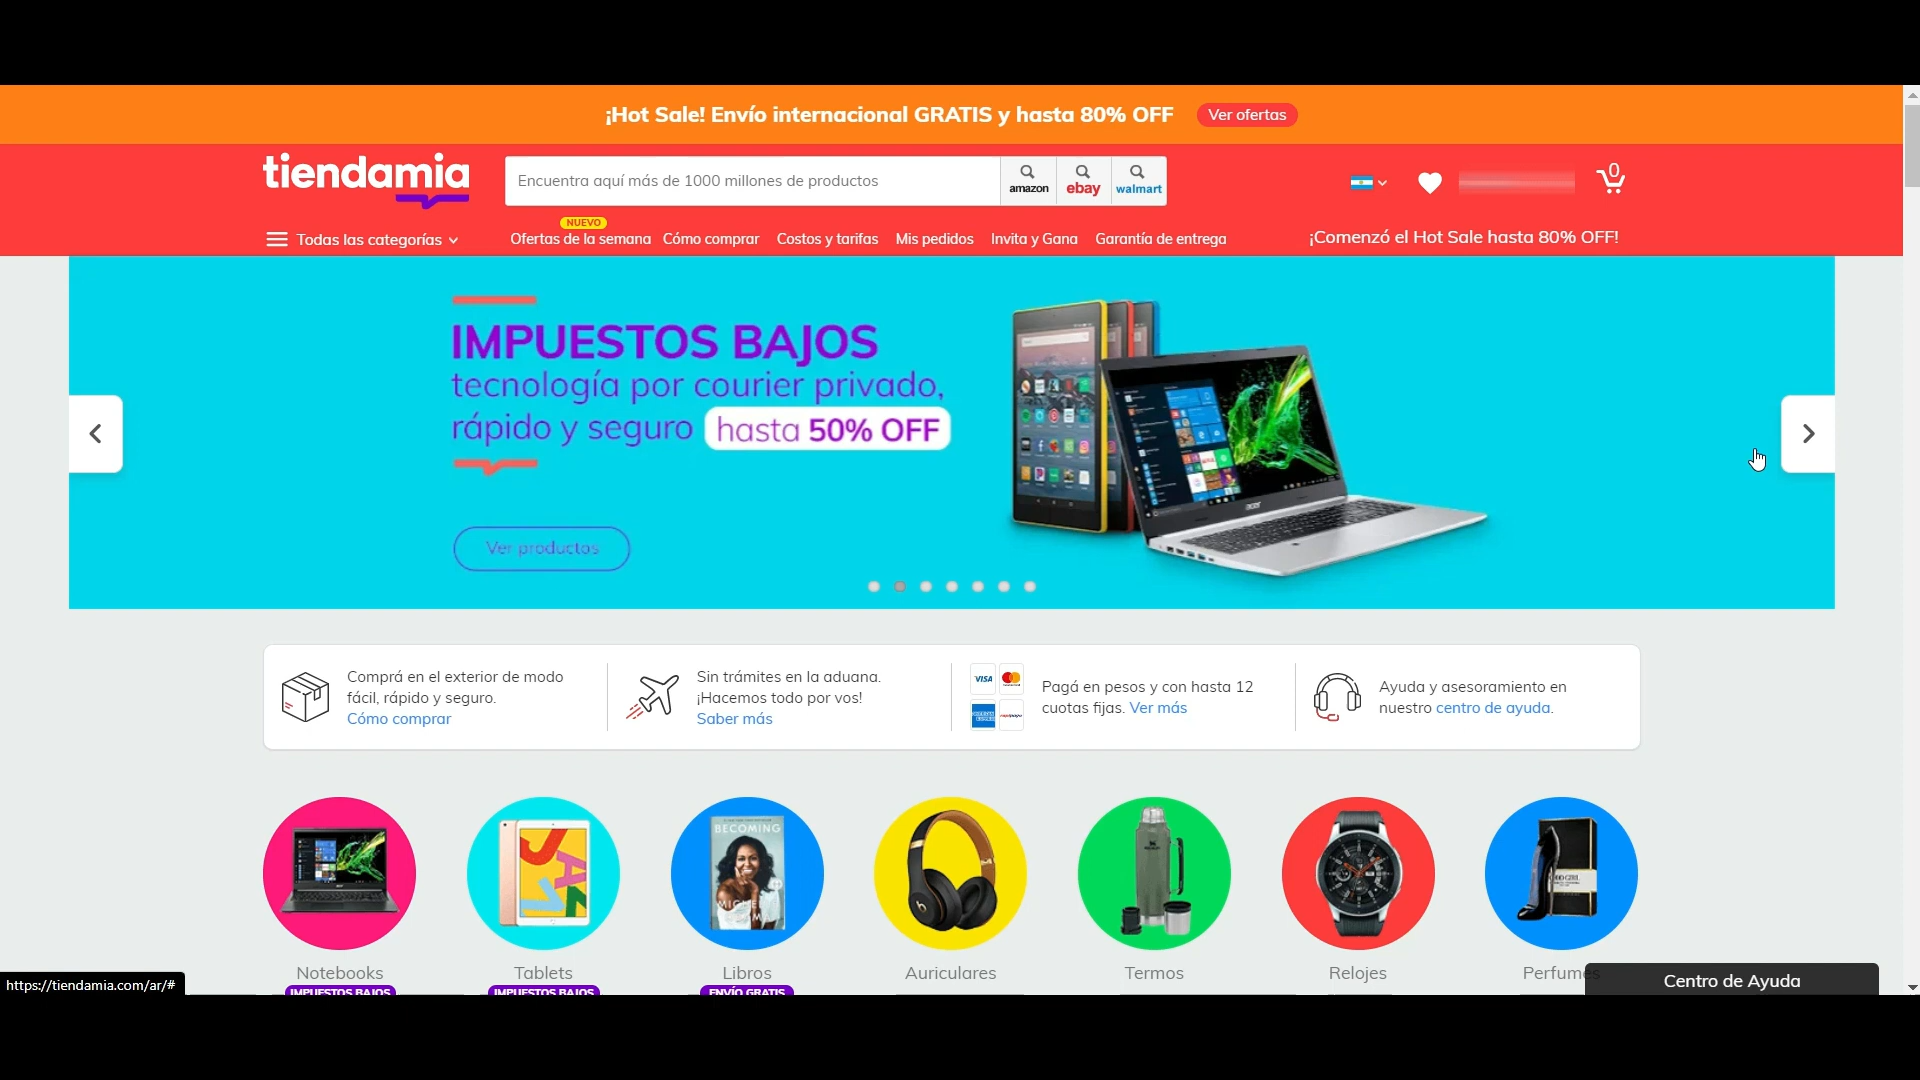 ¡Hot Sale! Envío internacional GRATIS y hasta 80% OFF Ver ofertas
tiendamia
Encuentra aquí más de 1000 millones de productos
amazon
ebay
walmart
0
Todas las categorías
NUEVO
Ofertas de la semana
Cómo comprar
Costos y tarifas
Mis pedidos
Invita y Gana
Garantía de entrega
¡Comenzó el Hot Sale hasta 80% OFF!
IMPUESTOS BAJOS
tecnología por courier privado,
rápido y seguro hasta 50% OFF
acer
Ver productos
Comprá en el exterior de modo
fácil, rápido y seguro.
Cómo comprar
Sin trámites en la aduana.
¡Hacemos todo por vos!
Saber más
VISA
Pagá en pesos y con hasta 12
cuotas fijas. Ver más
Ayuda y asesoramiento en
nuestro centro de ayuda.
BECOMING
Notebooks
IMPUESTOS BAJOS
Tablets
IMPUESTOS BAJOS
Libros
ENVÍO GRATIS
Auriculares
Termos
Relojes
Perfumes
https://tiendamia.com/ar/#
Centro de Ayuda